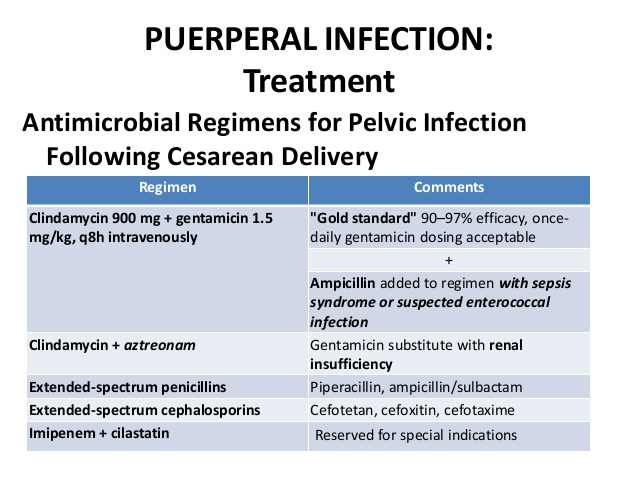 PUERPERAL INFECTION:
Treatment
Antimicrobial Regimens for Pelvic Infection
Following Cesarean Delivery
Regimen
Comments
Clindamycin 900 mg + gentamicin 1.5
mg/kg, q8h intravenously
"Gold standard" 90–97% efficacy, once-
daily gentamicin dosing acceptable
+
Ampicillin added to regimen with sepsis
syndrome or suspected enterococcal
infection
Clindamycin + aztreonam
Gentamicin substitute with renal
insufficiency
Extended-spectrum penicillins
Piperacillin, ampicillin/sulbactam
Extended-spectrum cephalosporins
Cefotetan, cefoxitin, cefotaxime
Imipenem + cilastatin
Reserved for special indications